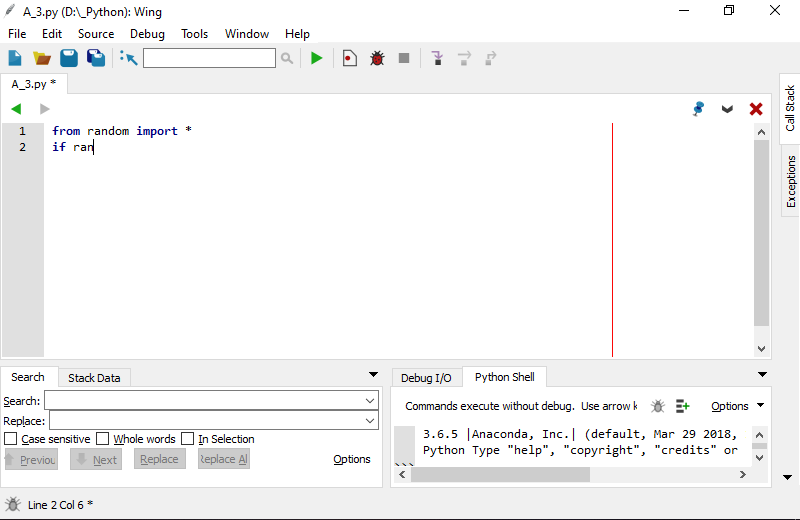 A_3.py (D:\_Python): Wing
File Edit Source Debug Tools Window Help
A_3.py *
1 from random import *
2 if ran
Call Stack
Exceptions
Search Stack Data
Search:
Replace:
Case sensitive Whole words In Selection
Previou Next Replace Replace Al
Options
Debug I/O Python Shell
Commands execute without debug. Use arrow k Options
3.6.5 |Anaconda, Inc.| (default, Mar 29 2018,
Python Type "help", "copyright", "credits" or
Line 2 Col 6 *